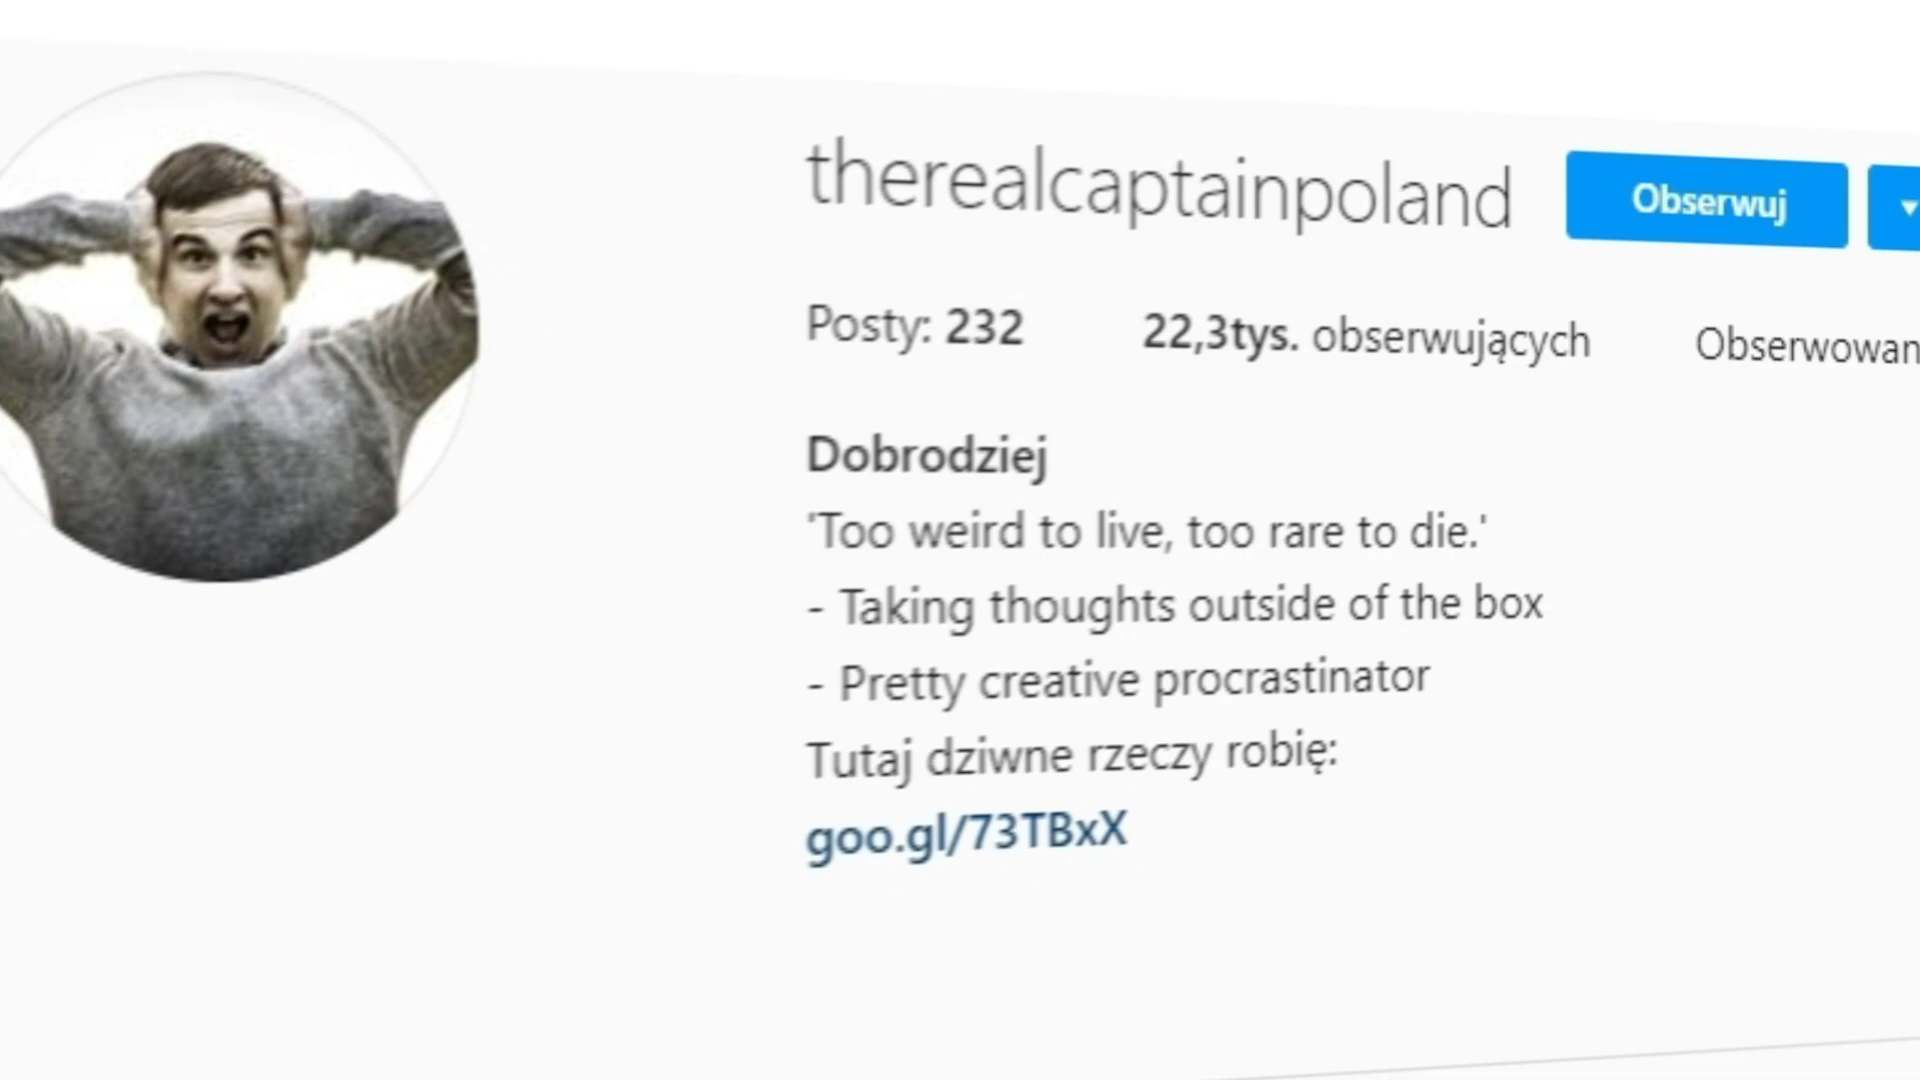 therealcaptainpoland Obserwuj
Posty: 232 22,3tys. obserwujących Obserwowan
Dobrodziej
'Too weird to live, too rare to die.'
- Taking thoughts outside of the box
- Pretty creative procrastinator
Tutaj dziwne rzeczy robię:
goo.gl/73TBxX